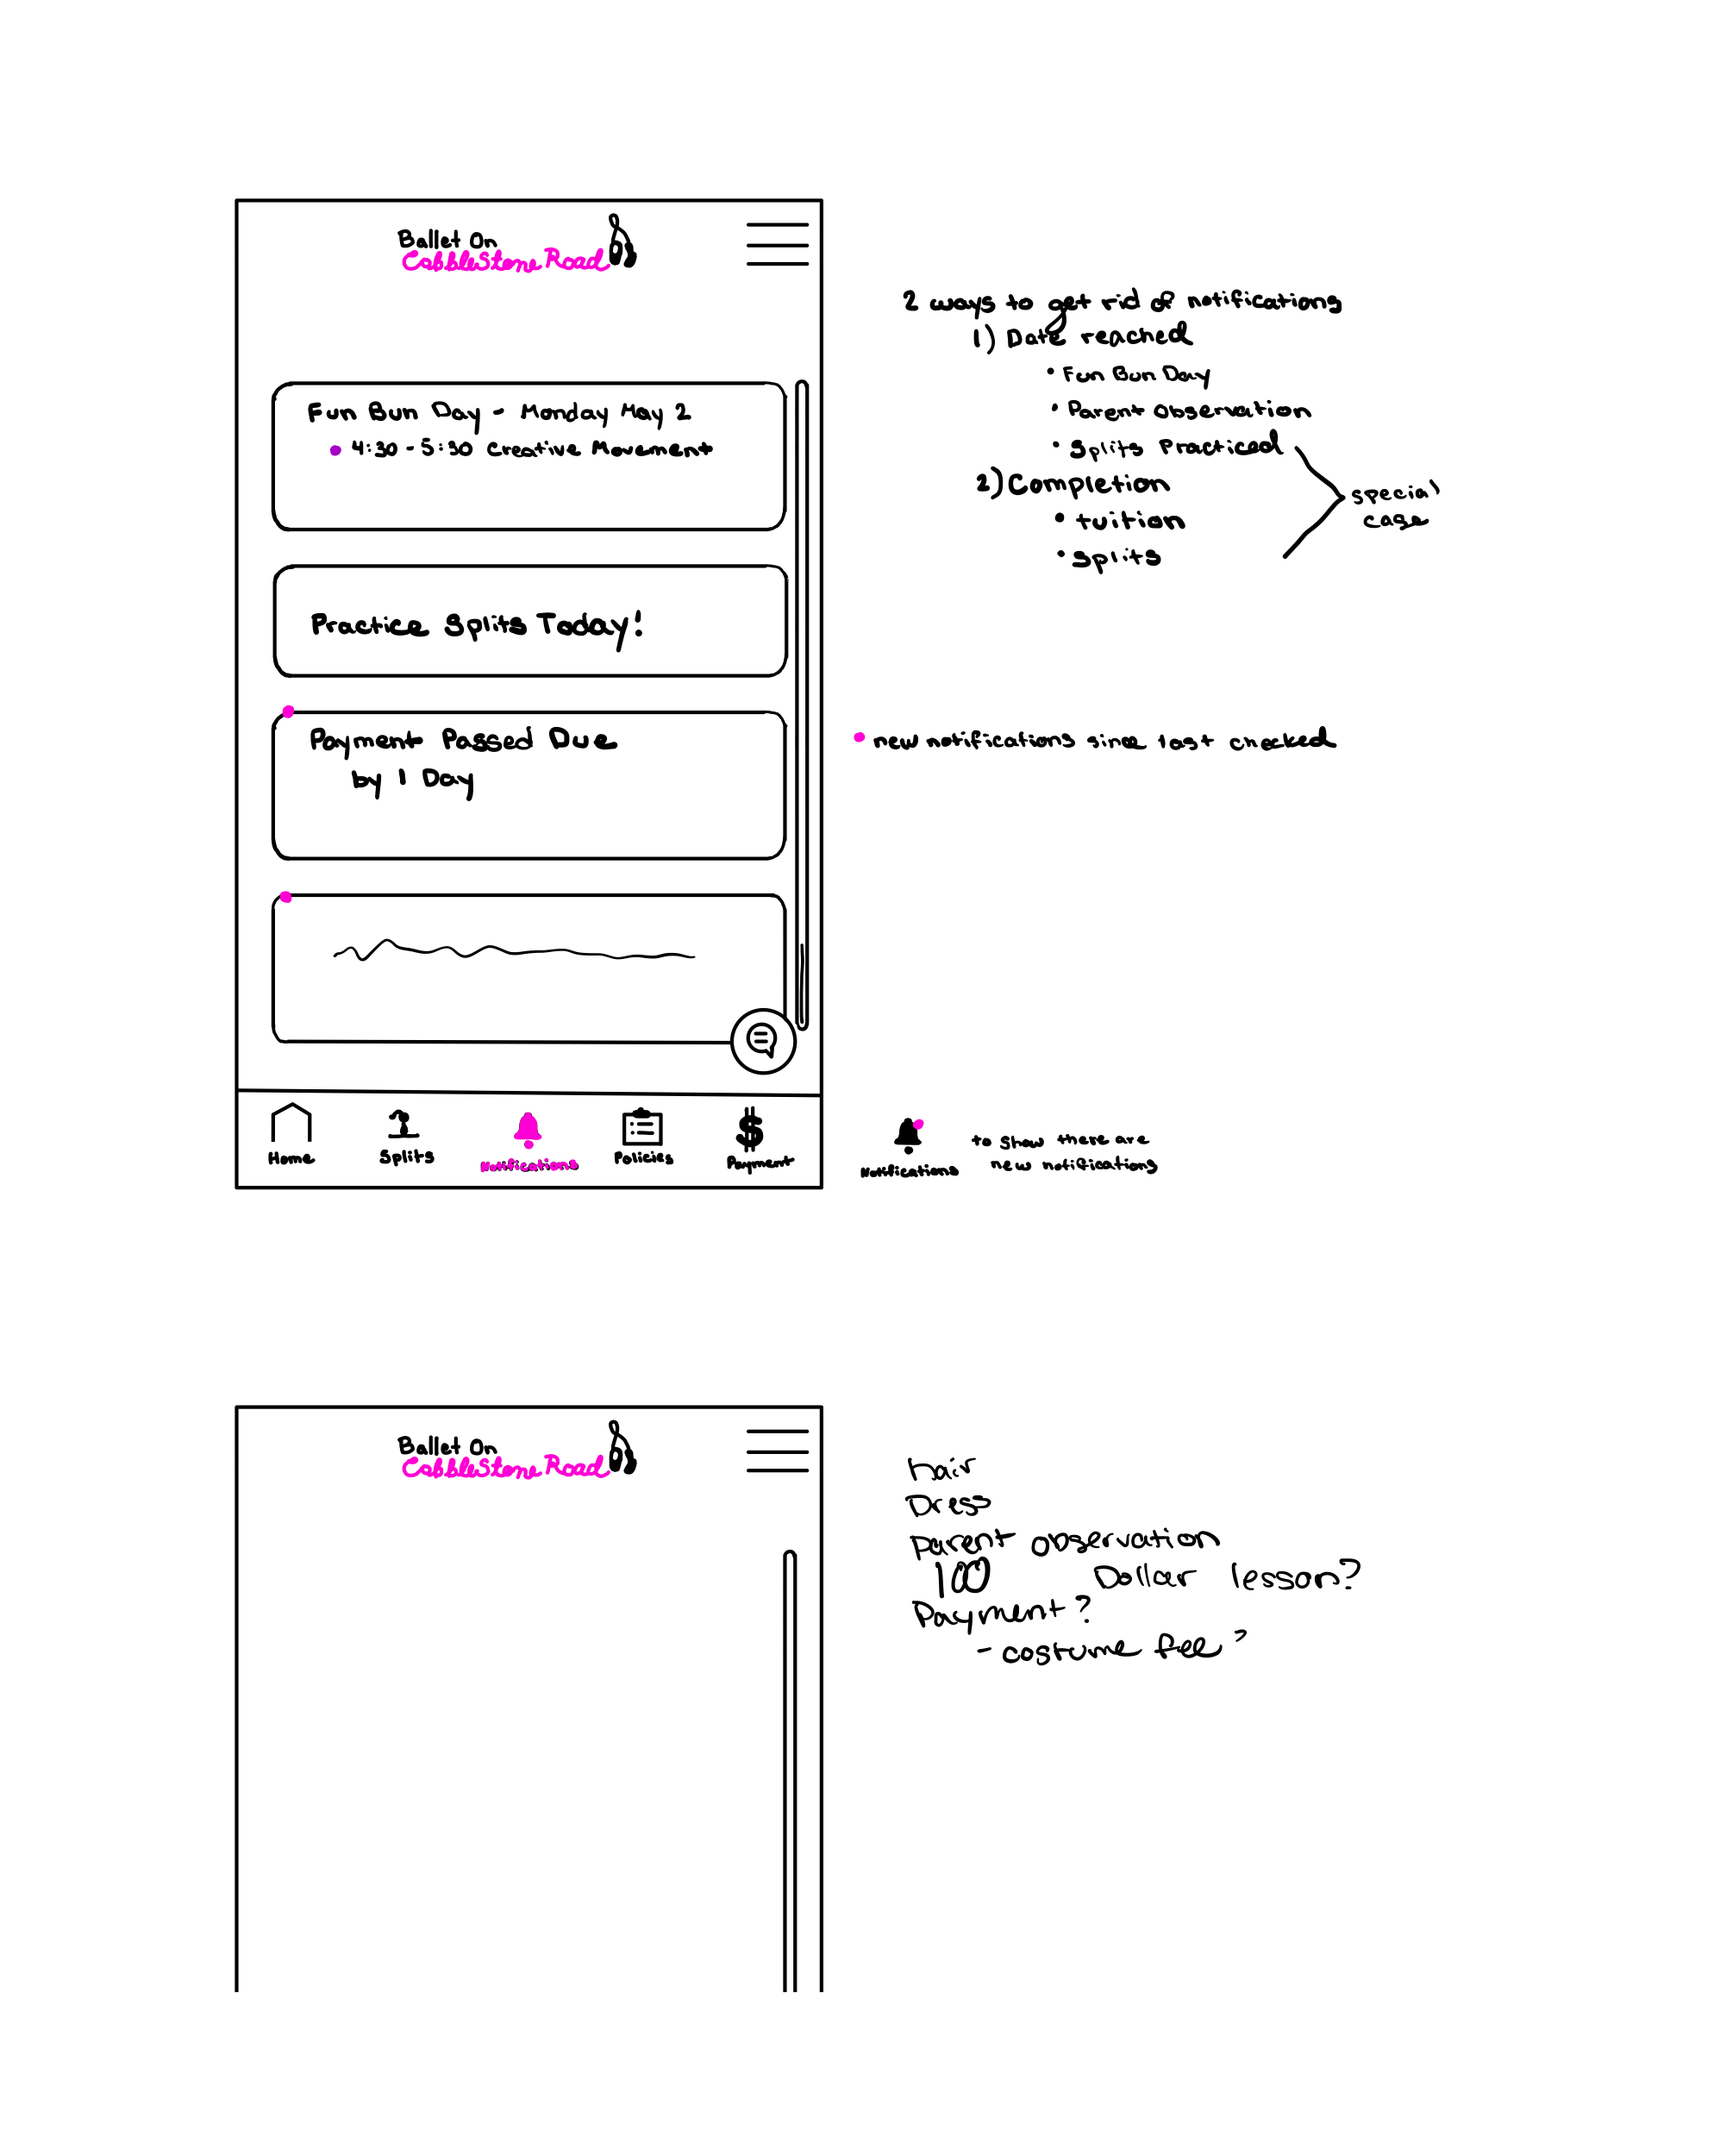 Ballet On
CobbleStone Road
2 ways to get rid of notifications
1) Date reached
• Fun Bun Day
• Parent Observation
• Splits Practiced
2) Completion
• tuition
• splits
special
case
Fun Bun Day - Monday May 2
• 4:30 - 5:30 Creative Movement
Practice Splits Today!
Payment Passed Due
by 1 Day
• new notifications since last checked
Home
Splits
Notifications
Policies
Payment
Notifications
to show there are
new notifications
Ballet On
CobbleStone Road
hair
Dress
Parent observation
100 Dollar lesson?
Payment?
- costume fee?